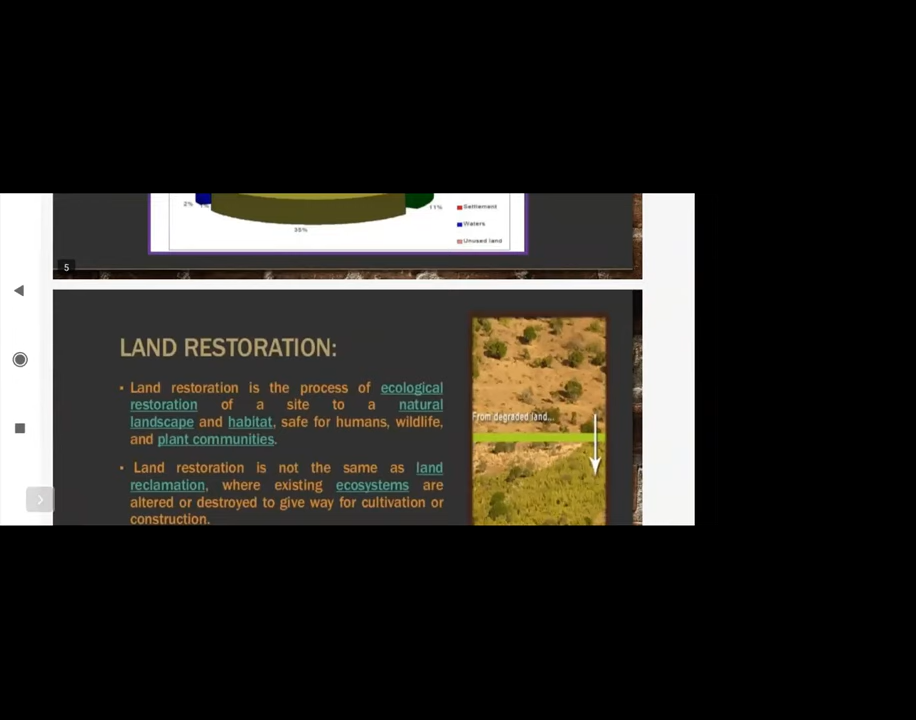 2%
11%
35%
Settlement
Waters
Unused land
5
LAND RESTORATION:
• Land restoration is the process of ecological
restoration of a site to a natural
landscape and habitat, safe for humans, wildlife,
and plant communities.
• Land restoration is not the same as land
reclamation, where existing ecosystems are
altered or destroyed to give way for cultivation or
construction.
From degraded land...